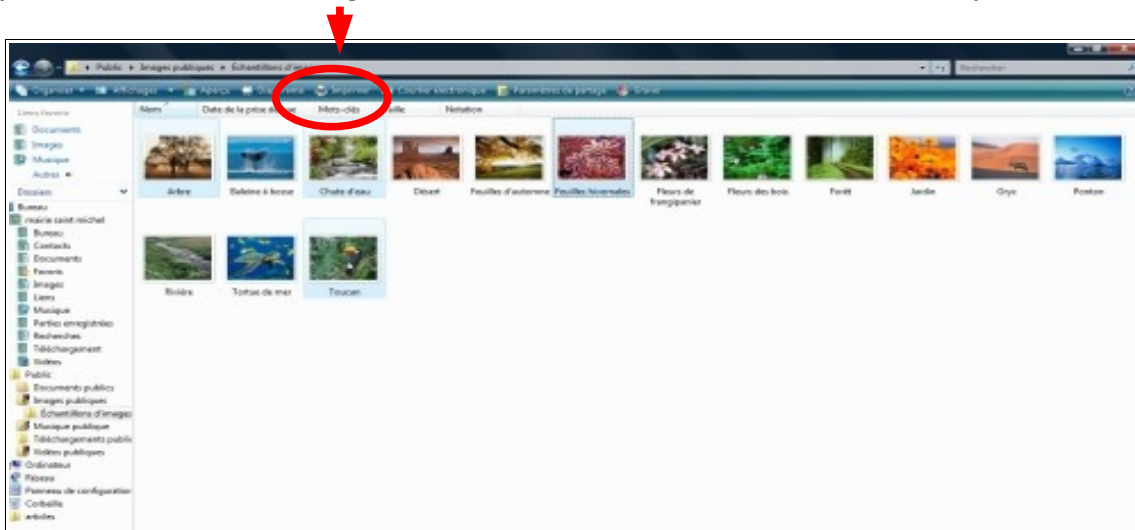 Public ▸ Images publiques ▸ Échantillons d'im
Rechercher
Organiser Affichages Aperçu Diaporama Imprimer Courrier électronique Paramètres de partage Graver
Liens favoris
Documents
Images
Musique
Autres
Dossiers
Bureau
mairie saint michel
Bureau
Contacts
Documents
Favoris
Images
Liens
Musique
Parties enregistrées
Recherches
Téléchargement
Vidéos
Public
Documents publics
Images publiques
Échantillons d'images
Musique publique
Téléchargements public
Vidéos publiques
Ordinateur
Réseau
Panneau de configuration
Corbeille
articles
Nom Date de la prise de vue Mots-clés aille Notation
Arbre Baleine à bosse Chute d'eau Désert Feuilles d'automne Feuilles hivernales Fleurs de frangipanier Fleurs des bois Forêt Jardin Oryx Ponton
Rivière Tortue de mer Toucan